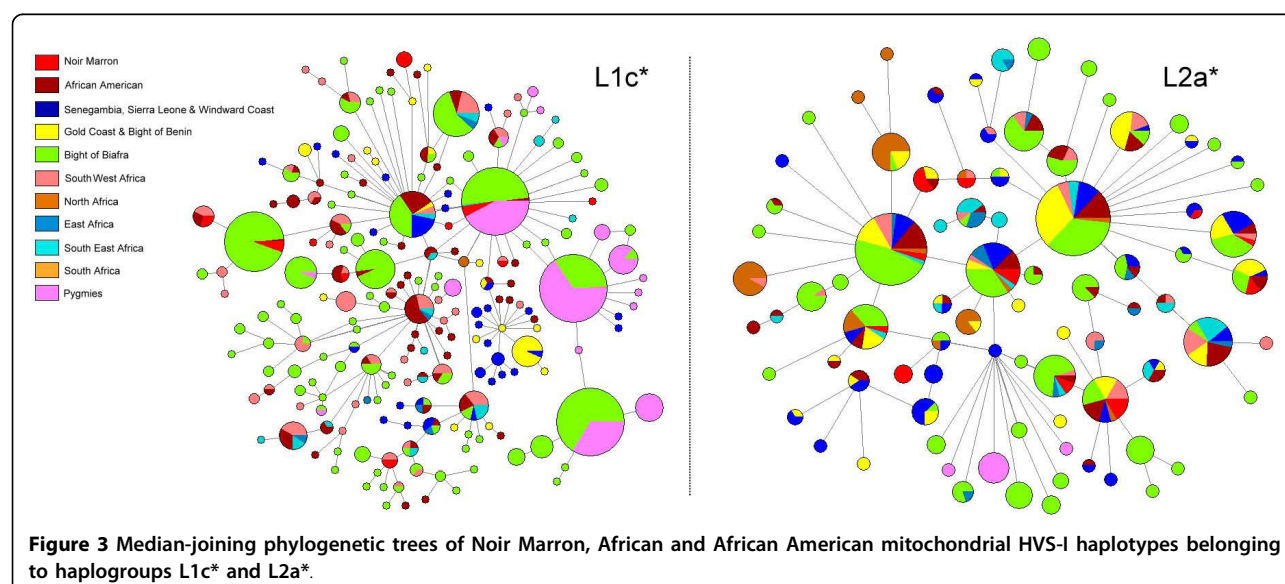 L1c*
L2a*
Noir Marron
African American
Senegambia, Sierra Leone & Windward Coast
Gold Coast & Bight of Benin
Bight of Biafra
South West Africa
North Africa
East Africa
South East Africa
South Africa
Pygmies
Figure 3 Median-joining phylogenetic trees of Noir Marron, African and African American mitochondrial HVS-I haplotypes belonging
to haplogroups L1c* and L2a*.